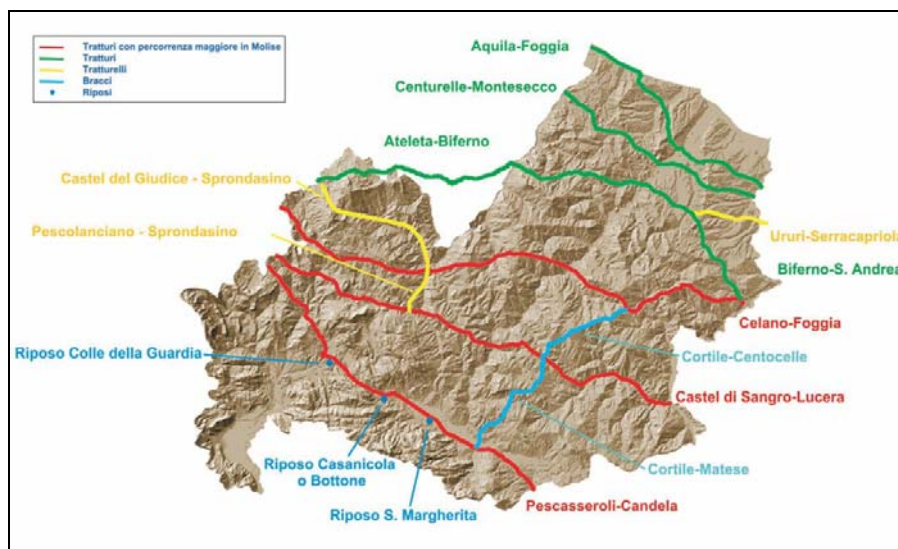 Tratturi con percorrenza maggiore in Molise
Tratturi
Tratturelli
Bracci
Riposi
Aquila-Foggia
Centurelle-Montesecco
Ateleta-Biferno
Castel del Giudice - Sprondasino
Pescolanciano - Sprondasino
Ururi-Serracapriola
Biferno-S. Andrea
Celano-Foggia
Riposo Colle della Guardia
Cortile-Centocelle
Castel di Sangro-Lucera
Riposo Casanicola
o Bottone
Cortile-Matese
Riposo S. Margherita
Pescasseroli-Candela